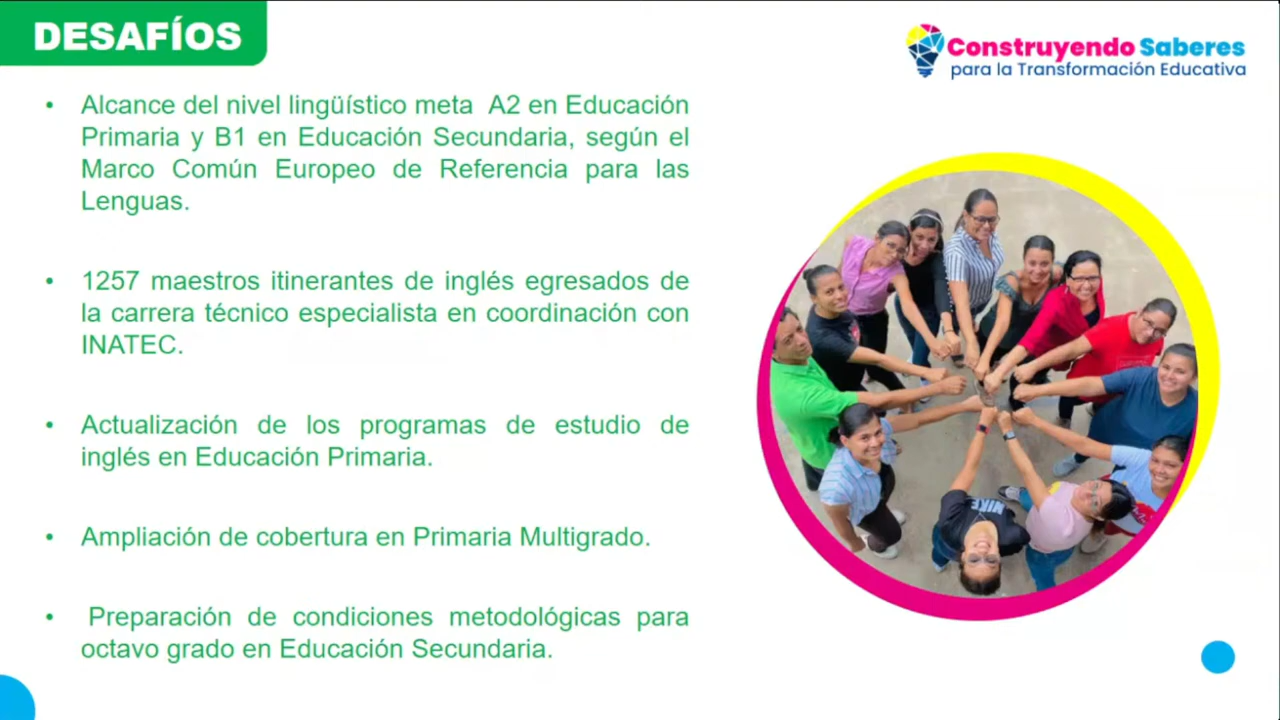 DESAFÍOS
Construyendo Saberes
para la Transformación Educativa
• Alcance del nivel lingüístico meta A2 en Educación
Primaria y B1 en Educación Secundaria, según el
Marco Común Europeo de Referencia para las
Lenguas.
• 1257 maestros itinerantes de inglés egresados de
la carrera técnico especialista en coordinación con
INATEC.
• Actualización de los programas de estudio de
inglés en Educación Primaria.
• Ampliación de cobertura en Primaria Multigrado.
• Preparación de condiciones metodológicas para
octavo grado en Educación Secundaria.
NIKE